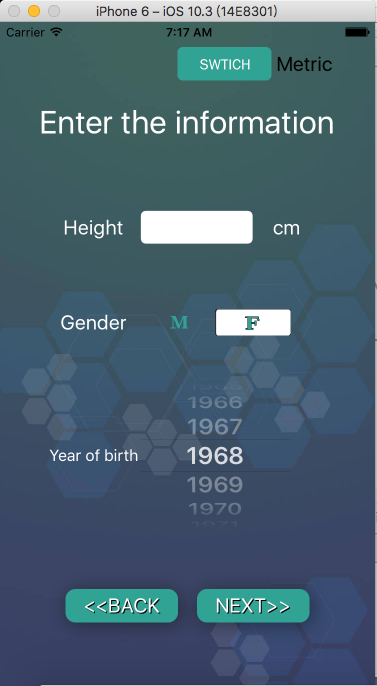 iPhone 6 – iOS 10.3 (14E8301)
Carrier 7:17 AM
SWTICH Metric
Enter the information
Height cm
Gender M F
1966
1967
Year of birth 1968
1969
1970
1971
<<BACK NEXT>>